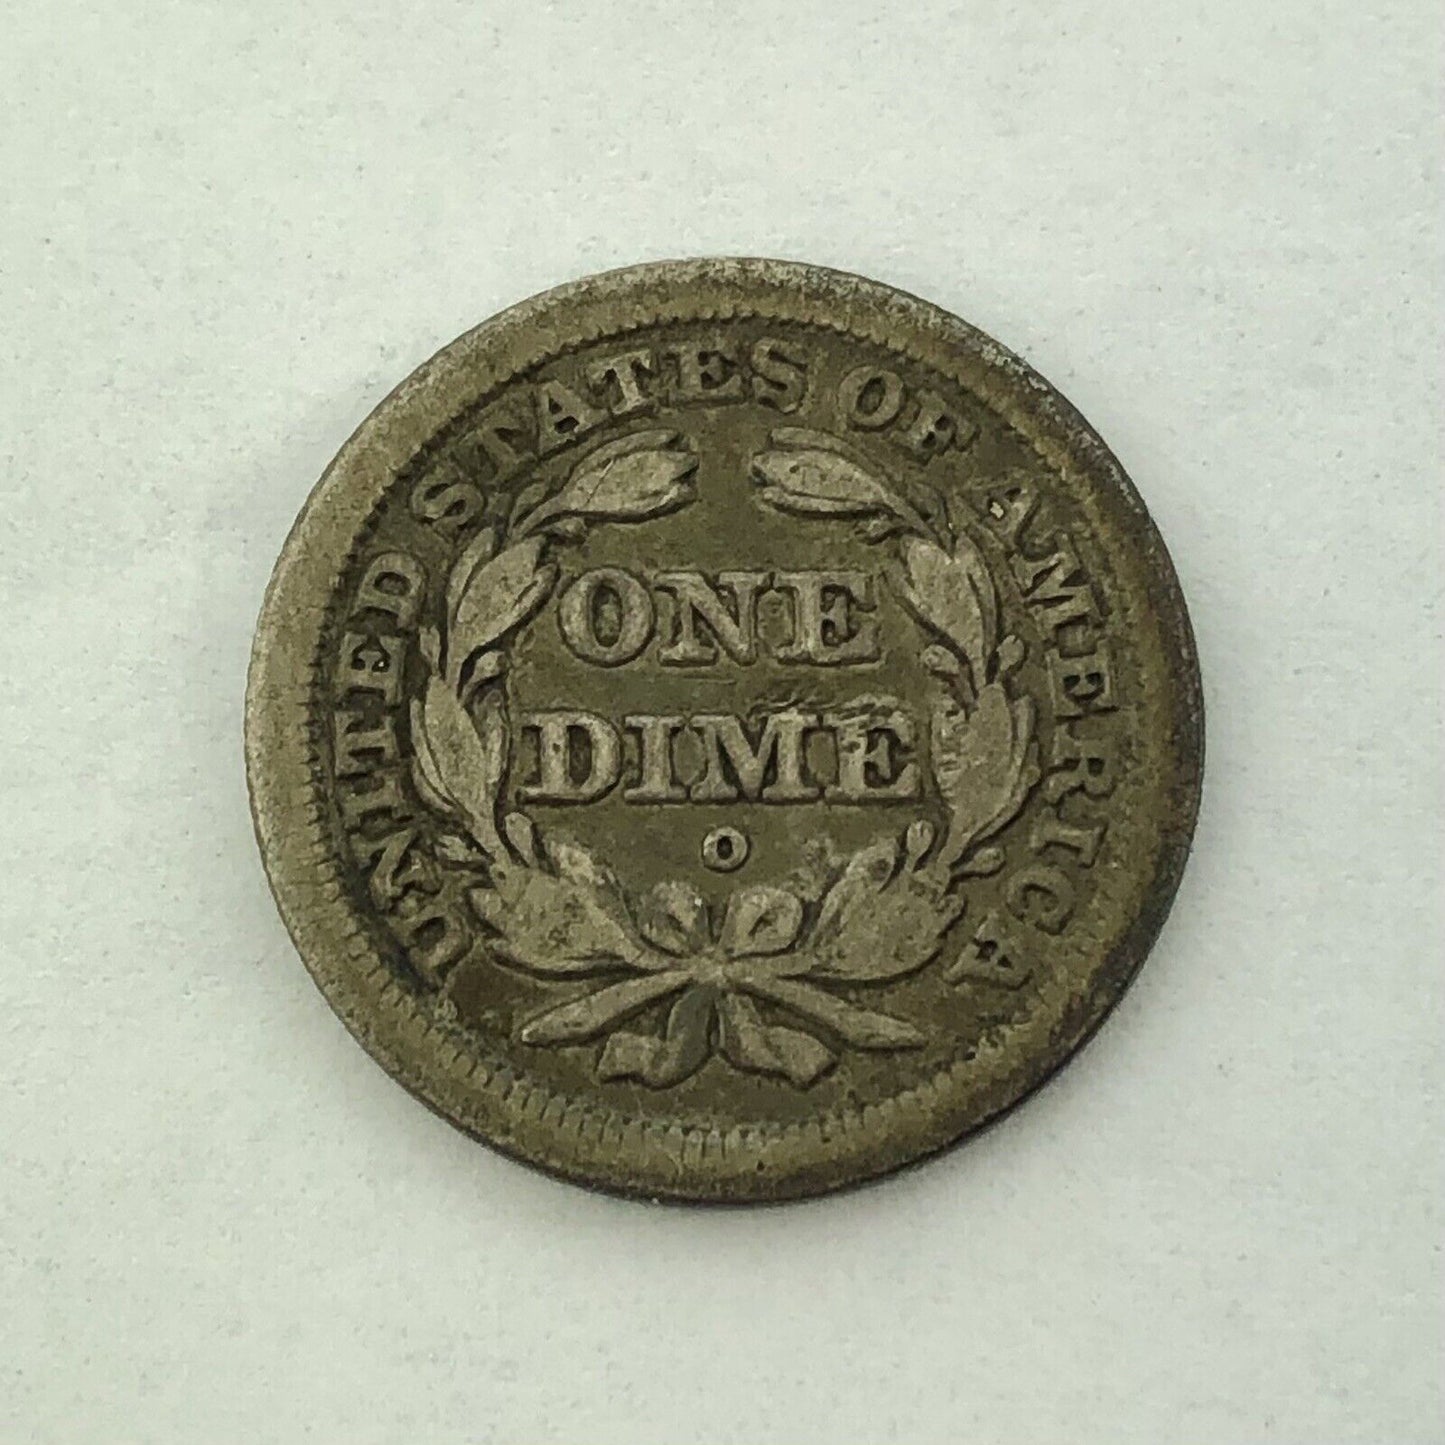 UNITED STATES OF AMERICA
ONE
DIME
O